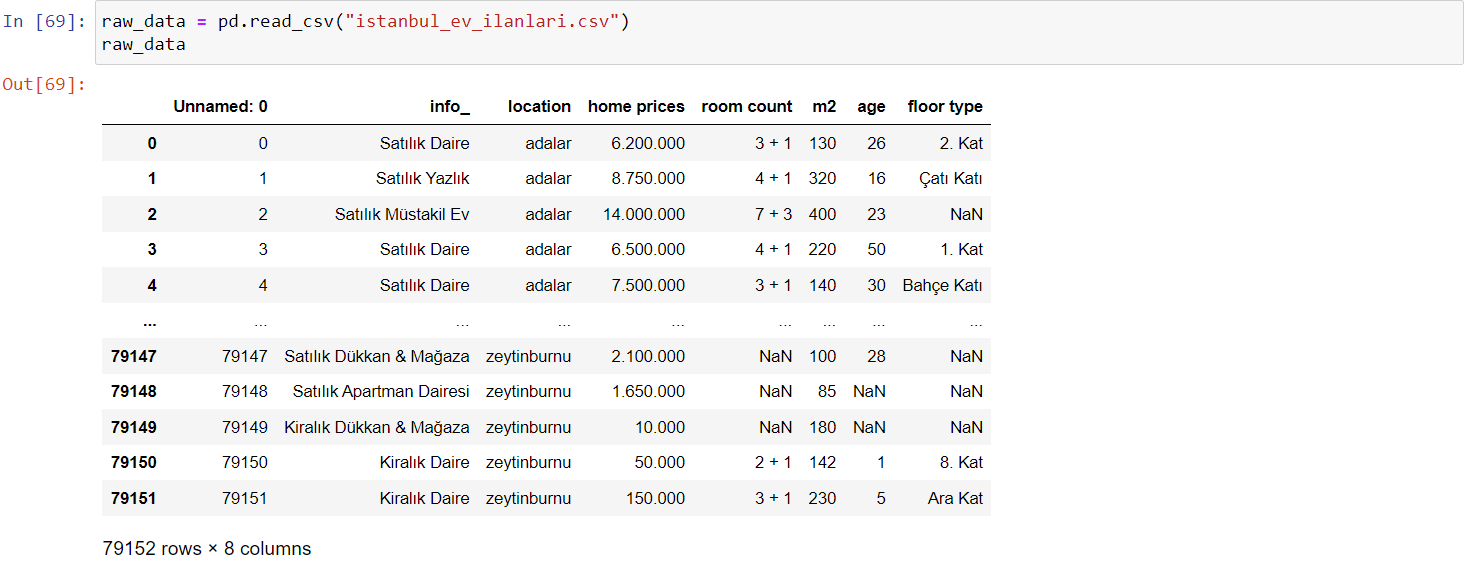 In [69]: raw_data = pd.read_csv("istanbul_ev_ilanlari.csv")
raw_data
Out[69]:
Unnamed: 0 info_ location home prices room count m2 age floor type
0 0 Satılık Daire adalar 6.200.000 3 + 1 130 26 2. Kat
1 1 Satılık Yazlık adalar 8.750.000 4 + 1 320 16 Çatı Katı
2 2 Satılık Müstakil Ev adalar 14.000.000 7 + 3 400 23 NaN
3 3 Satılık Daire adalar 6.500.000 4 + 1 220 50 1. Kat
4 4 Satılık Daire adalar 7.500.000 3 + 1 140 30 Bahçe Katı
... ... ... ... ... ... ... ... ...
79147 79147 Satılık Dükkan & Mağaza zeytinburnu 2.100.000 NaN 100 28 NaN
79148 79148 Satılık Apartman Dairesi zeytinburnu 1.650.000 NaN 85 NaN NaN
79149 79149 Kiralık Dükkan & Mağaza zeytinburnu 10.000 NaN 180 NaN NaN
79150 79150 Kiralık Daire zeytinburnu 50.000 2 + 1 142 1 8. Kat
79151 79151 Kiralık Daire zeytinburnu 150.000 3 + 1 230 5 Ara Kat
79152 rows × 8 columns